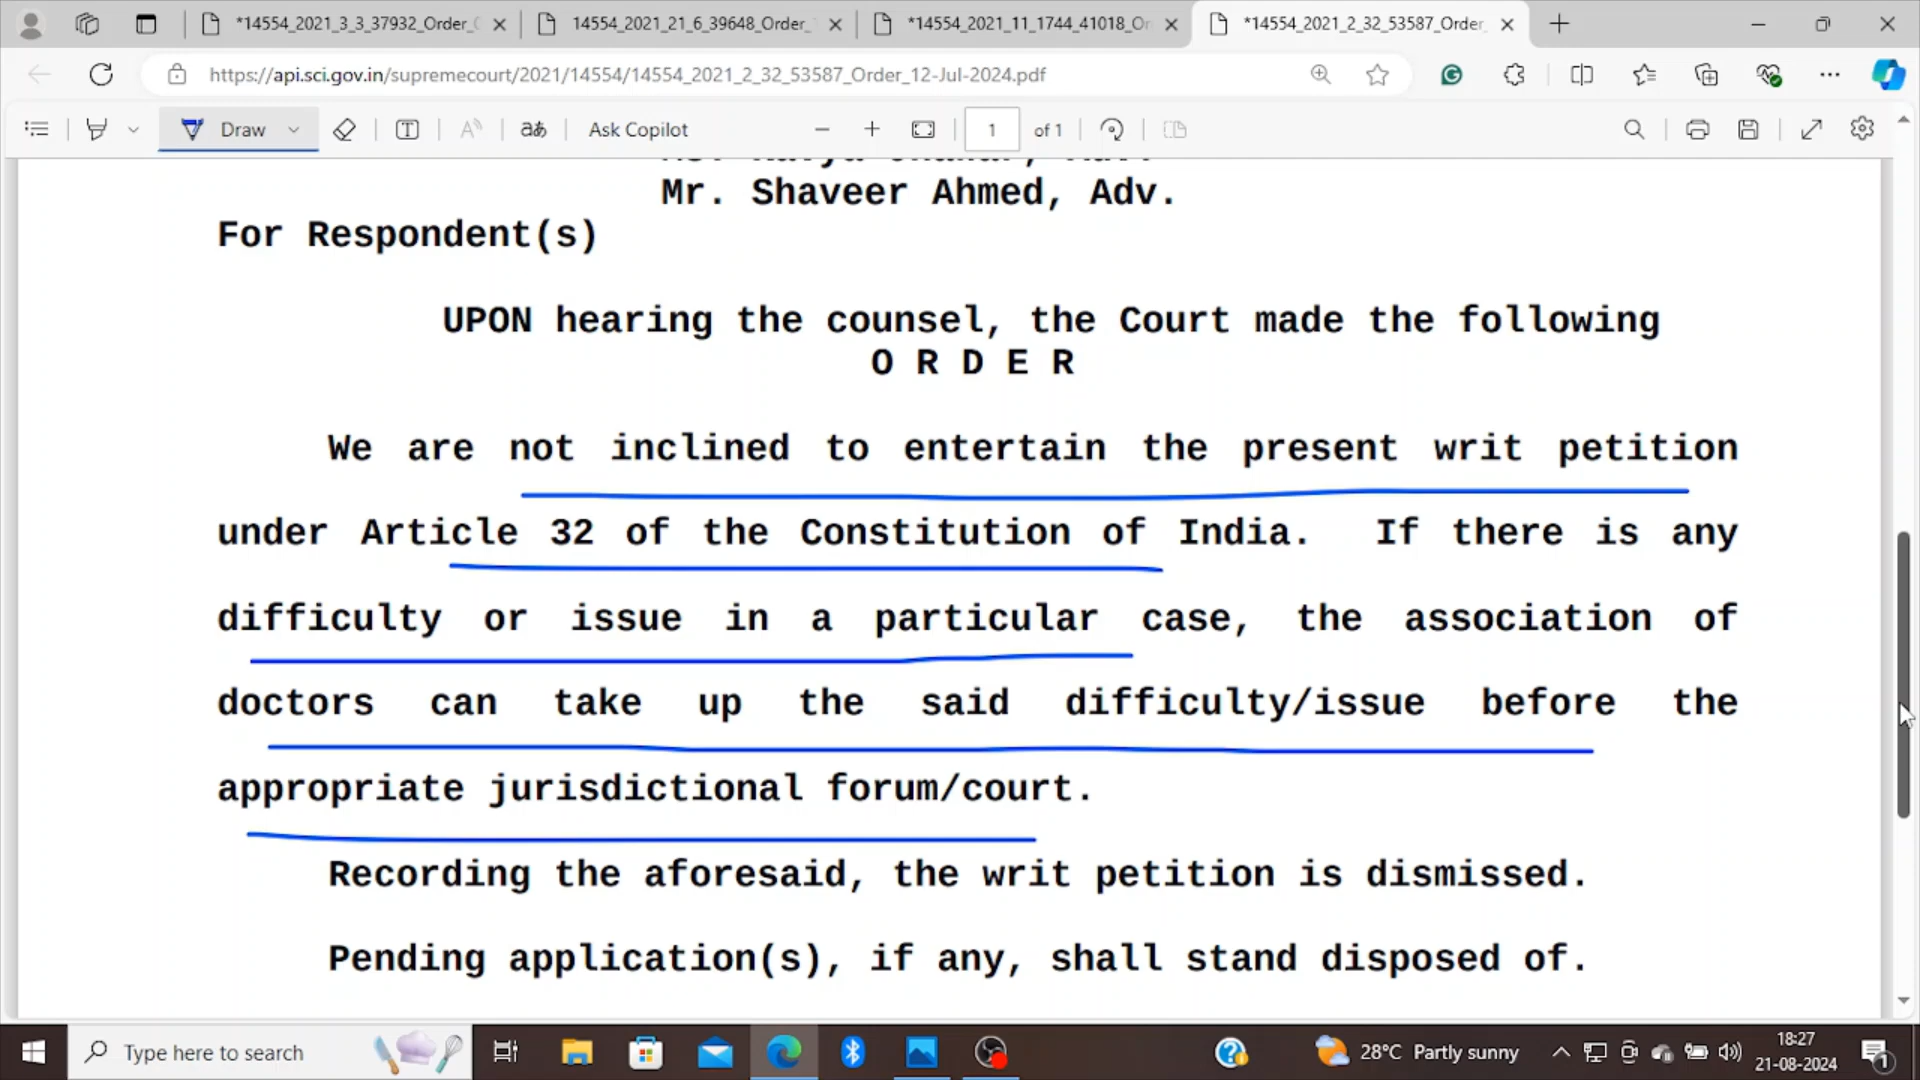 *14554_2021_3_3_37932_Order_
14554_2021_21_6_39648_Order_
*14554_2021_11_1744_41018_Or
*14554_2021_2_32_53587_Order_
https://api.sci.gov.in/supremecourt/2021/14554/14554_2021_2_32_53587_Order_12-Jul-2024.pdf
Draw
aあ
Ask Copilot
1
of 1
Mr. Shaveer Ahmed, Adv.
For Respondent(s)
UPON hearing the counsel, the Court made the following
O R D E R
We are not inclined to entertain the present writ petition
under Article 32 of the Constitution of India. If there is any
difficulty or issue in a particular case, the association of
doctors can take up the said difficulty/issue before the
appropriate jurisdictional forum/court.
Recording the aforesaid, the writ petition is dismissed.
Pending application(s), if any, shall stand disposed of.
Type here to search
28°C Partly sunny
18:27
21-08-2024
1